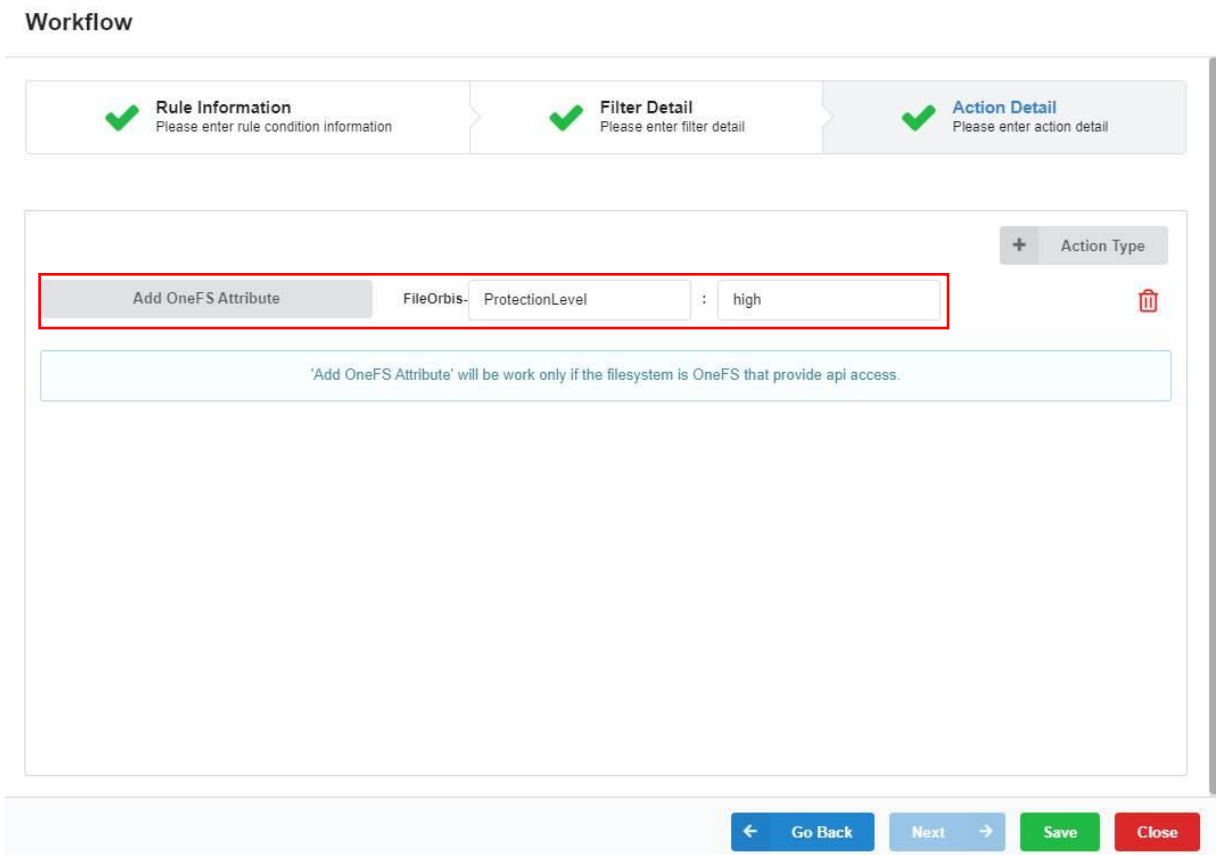 Workflow
Rule Information
Please enter rule condition information
Filter Detail
Please enter filter detail
Action Detail
Please enter action detail
+ Action Type
Add OneFS Attribute FileOrbis- ProtectionLevel : high
'Add OneFS Attribute' will be work only if the filesystem is OneFS that provide api access.
← Go Back Next → Save Close